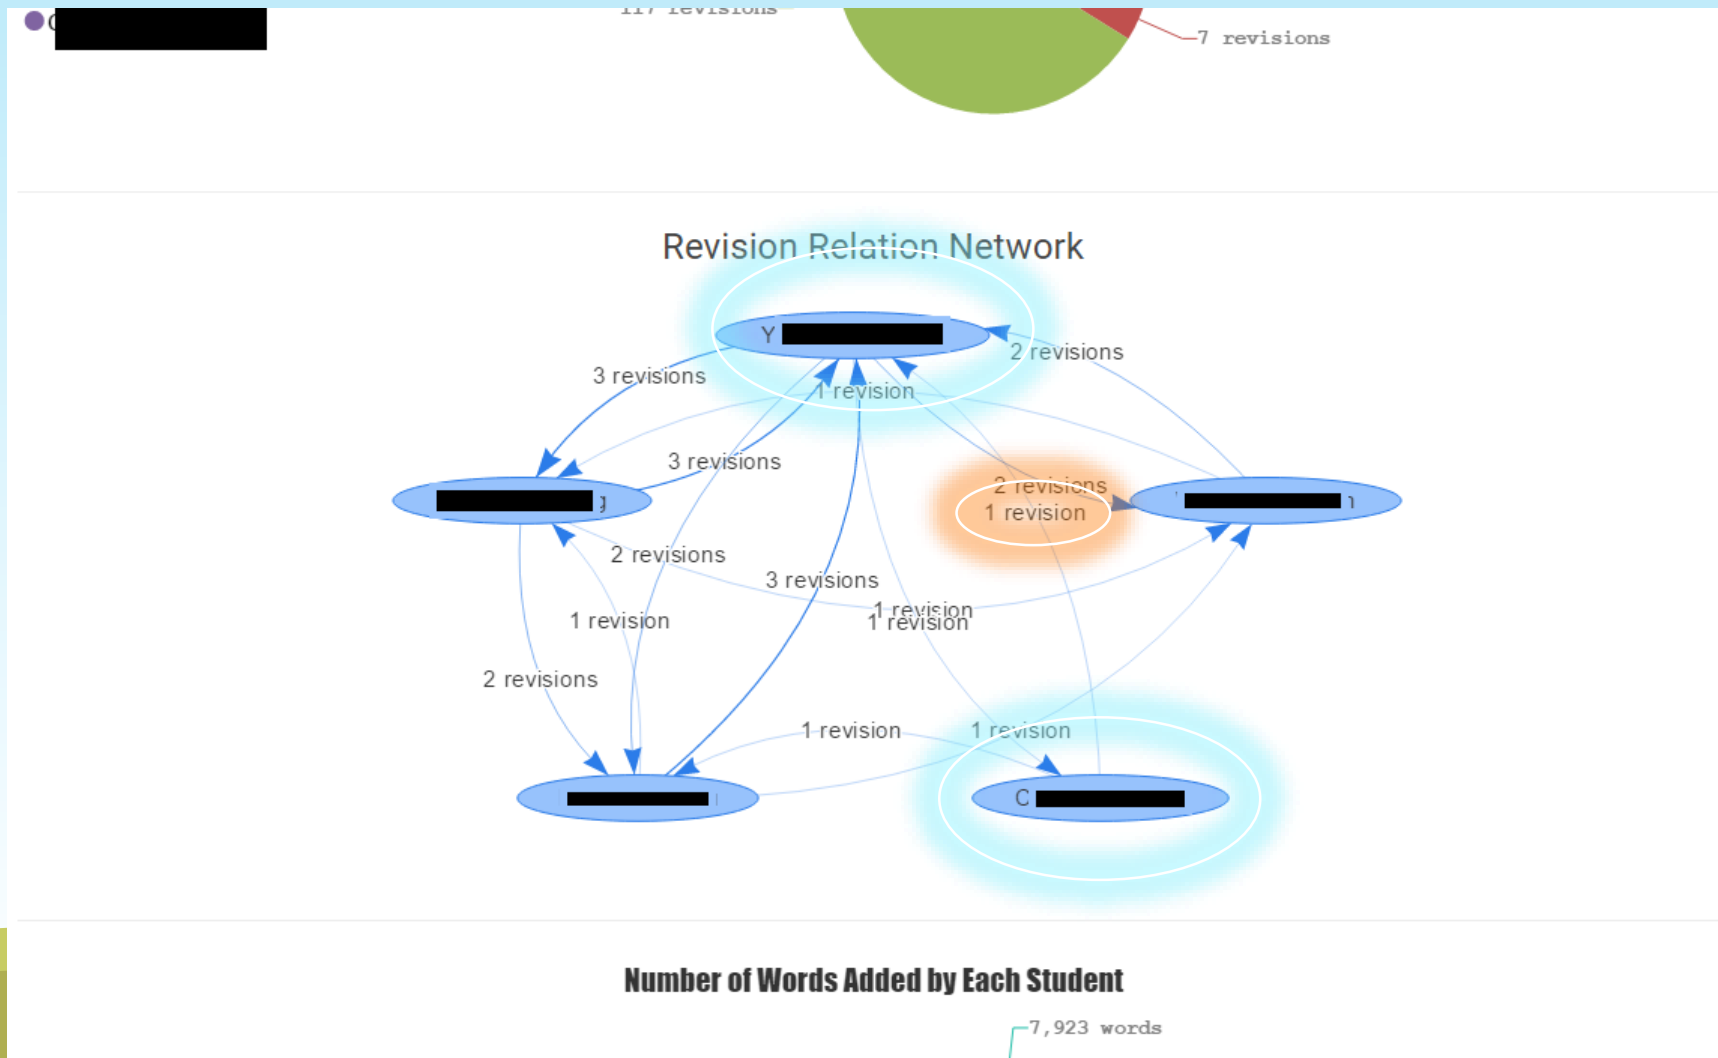 117 revisions
7 revisions
Revision Relation Network
Y
2 revisions
3 revisions
1 revision
3 revisions
2 revisions
1 revision
g
n
2 revisions
3 revisions
1 revision
1 revision
1 revision
2 revisions
1 revision
1 revision
C
Number of Words Added by Each Student
7,923 words